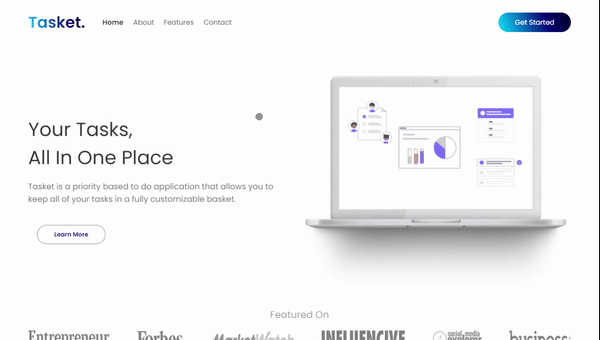 Tasket.
Home About Features Contact
Get Started
Your Tasks,
All In One Place
Tasket is a priority based to do application that allows you to
keep all of your tasks in a fully customizable basket.
Learn More
Featured On
Entrepreneur Forbes MarketWatch INFLUENCIVE social media explorer business